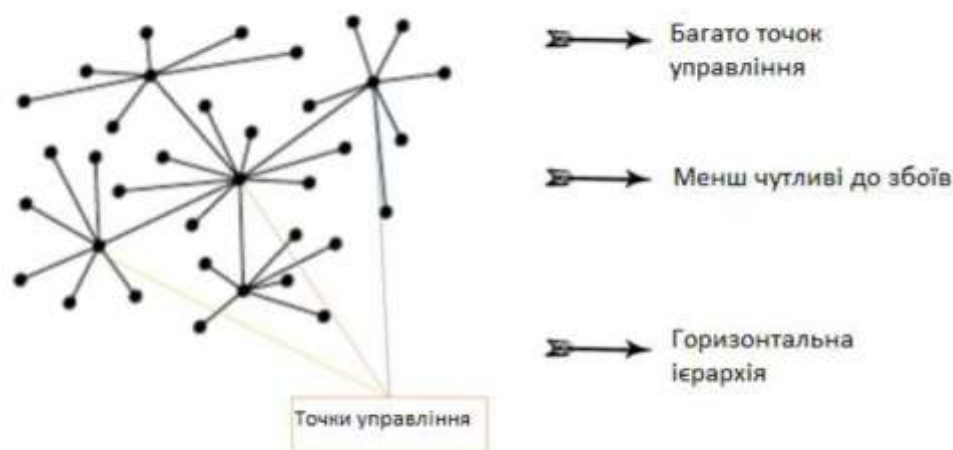 Багато точок
управління
Менш чутливі до збоїв
Горизонтальна
ієрархія
Точки управління